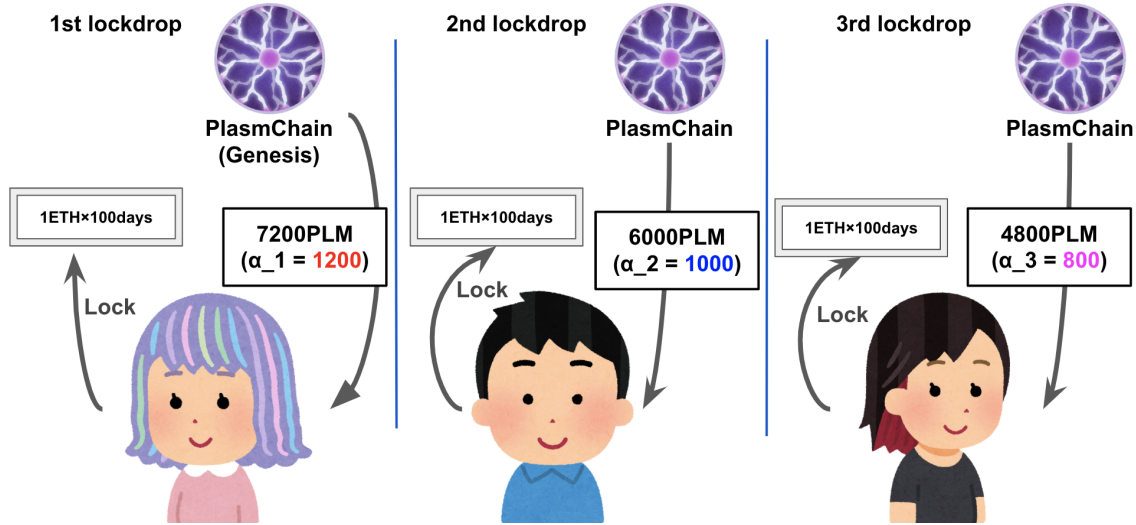 1st lockdrop
PlasmChain
(Genesis)
1ETH×100days
7200PLM
(α_1 = 1200)
Lock
2nd lockdrop
PlasmChain
1ETH×100days
6000PLM
(α_2 = 1000)
Lock
3rd lockdrop
PlasmChain
1ETH×100days
4800PLM
(α_3 = 800)
Lock